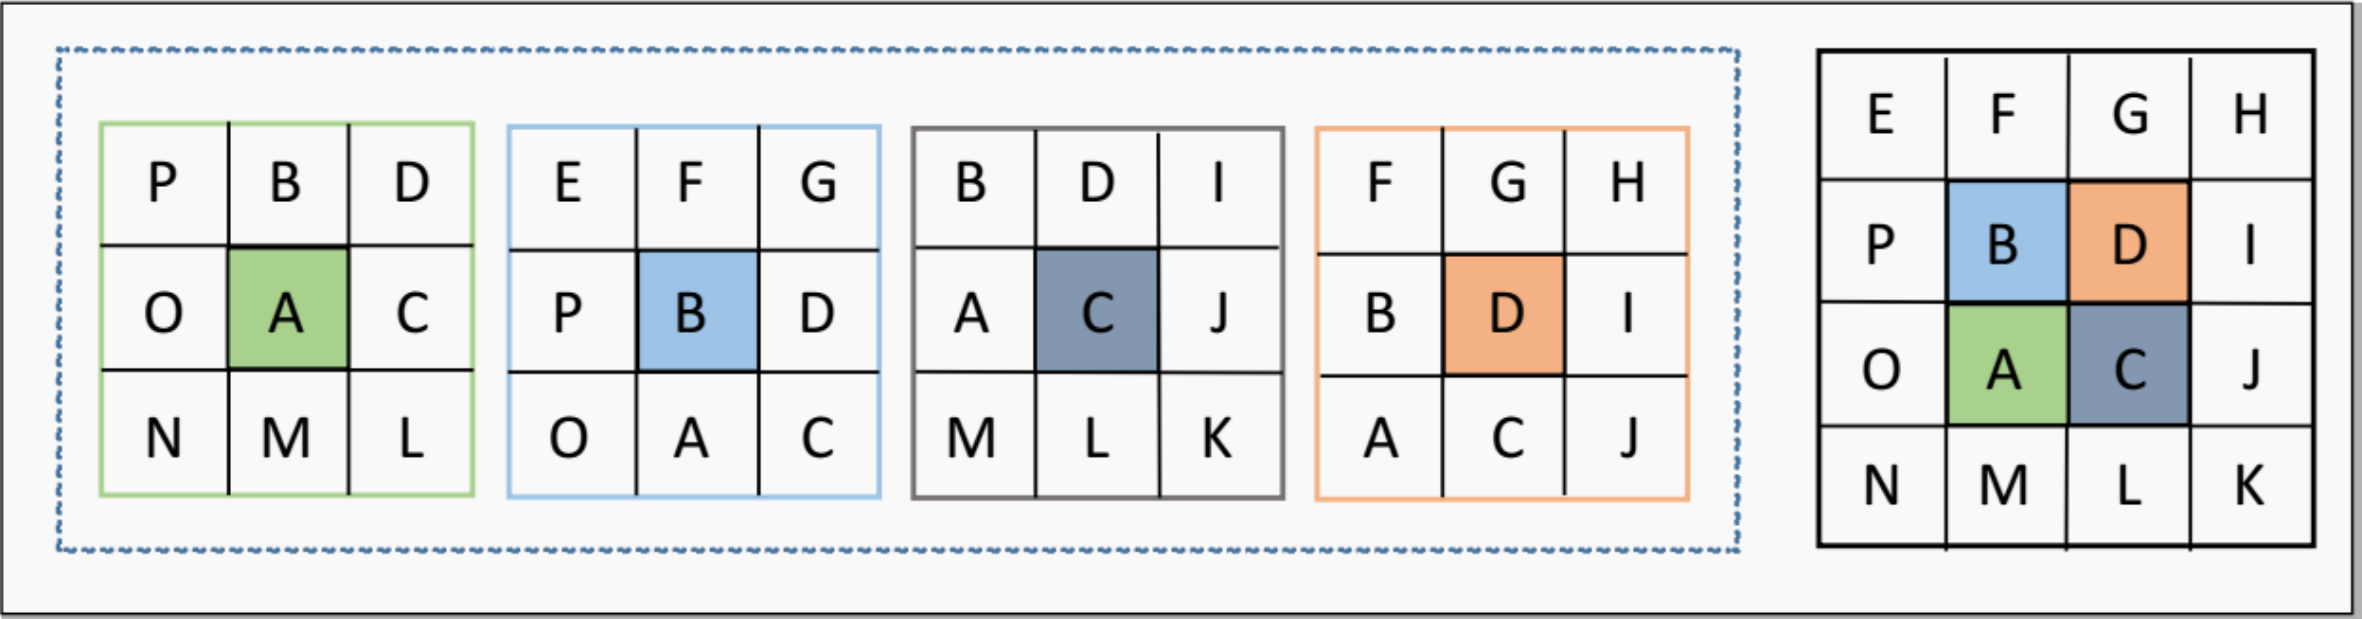 P B D
O A C
N M L
E F G
P B D
O A C
B D I
A C J
M L K
F G H
B D I
A C J
E F G H
P B D I
O A C J
N M L K